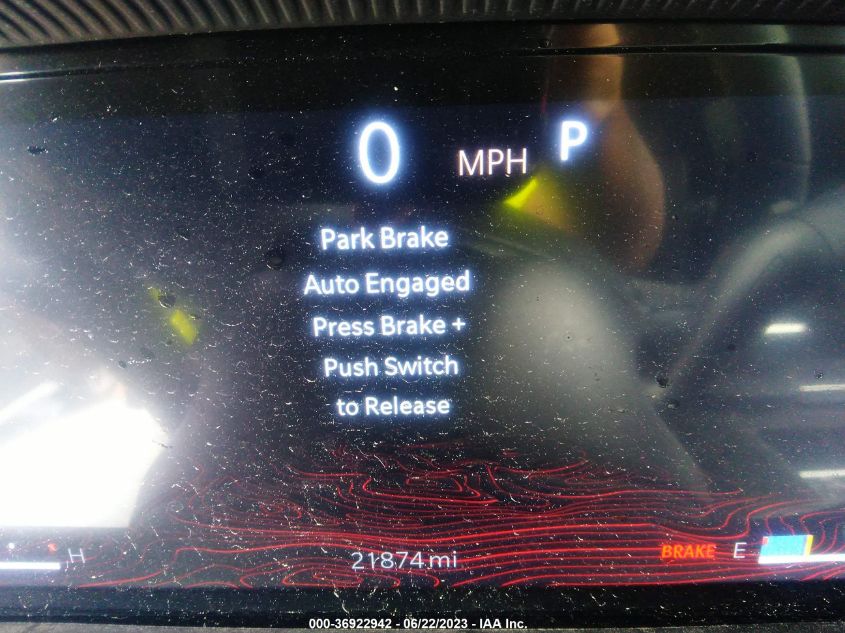 0 MPH P
Park Brake
Auto Engaged
Press Brake +
Push Switch
to Release
H 21874 mi BRAKE E
000-36922942 - 06/22/2023 - IAA Inc.